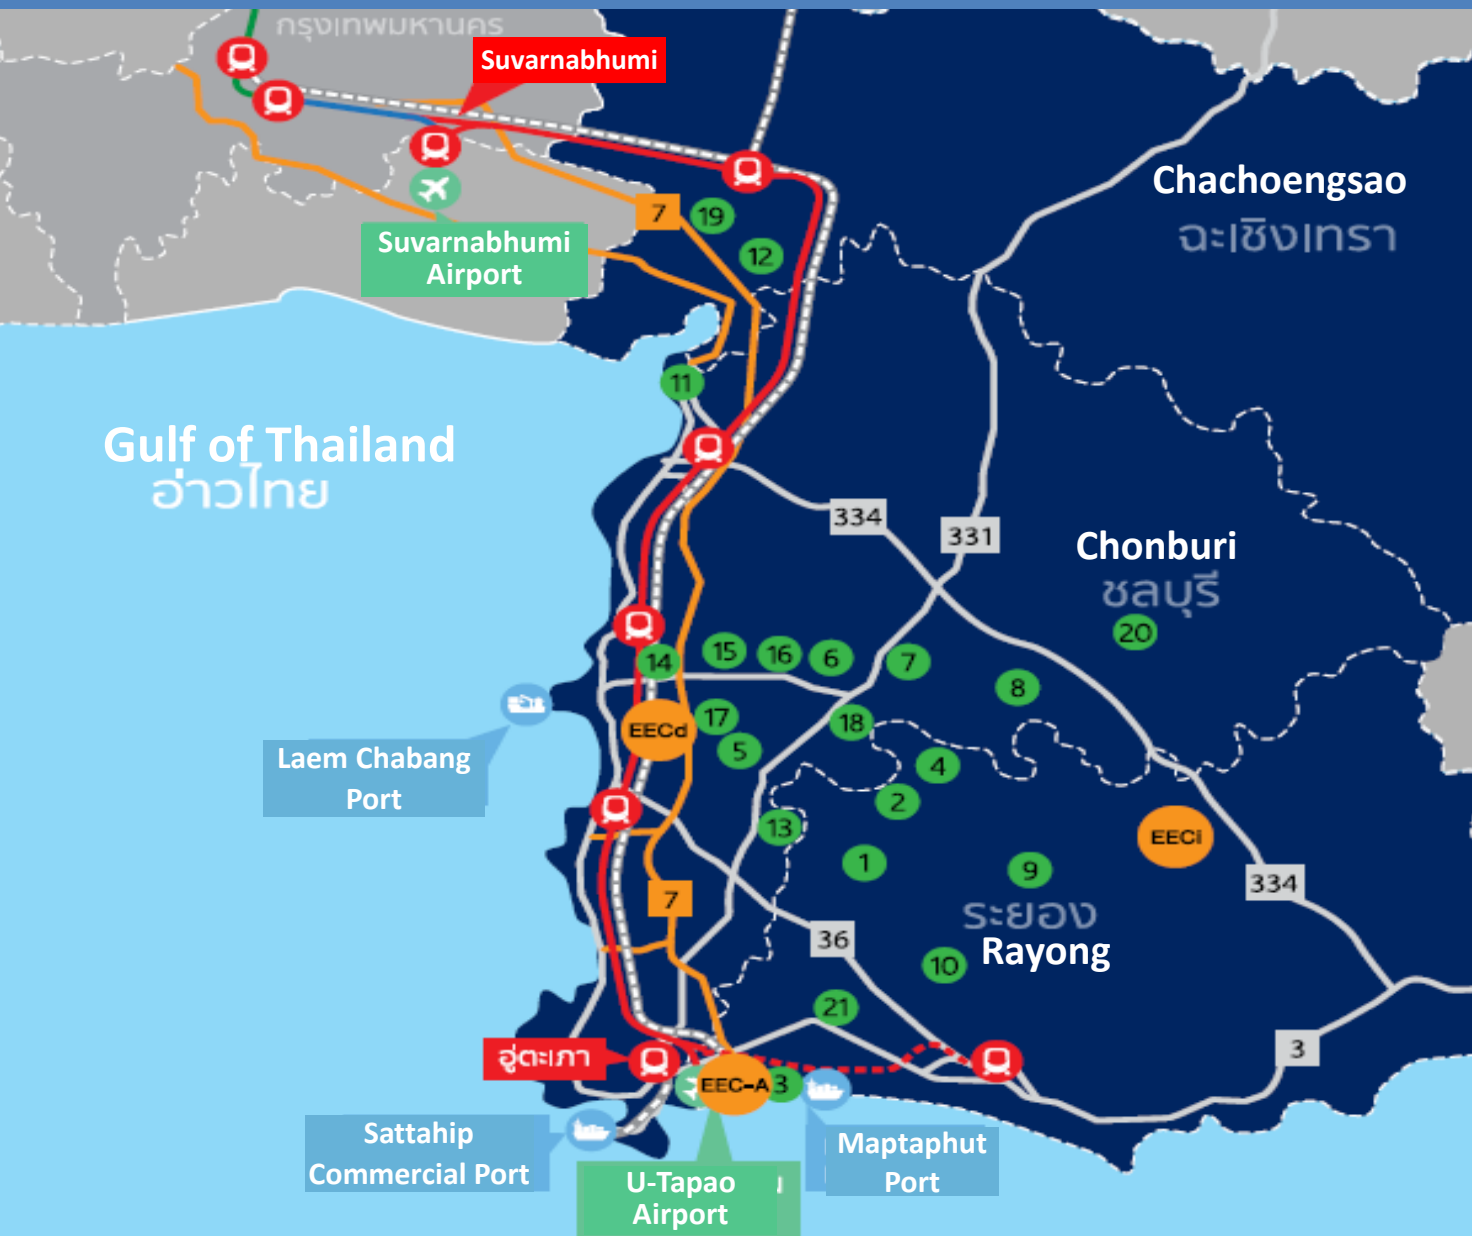 กรุงเทพมหานคร
Suvarnabhumi
Chachoengsao
ฉะเชิงเทรา
7
19
12
Suvarnabhumi
Airport
11
Gulf of Thailand
อ่าวไทย
334
331
Chonburi
ชลบุรี
20
14
15
16
6
7
8
17
18
5
EECd
4
Laem Chabang
Port
2
13
EECi
1
9
334
7
ระยอง
36
Rayong
10
21
3
อู่ตะเภา
EEC-A
3
Sattahip
Commercial Port
Maptaphut
Port
U-Tapao
Airport